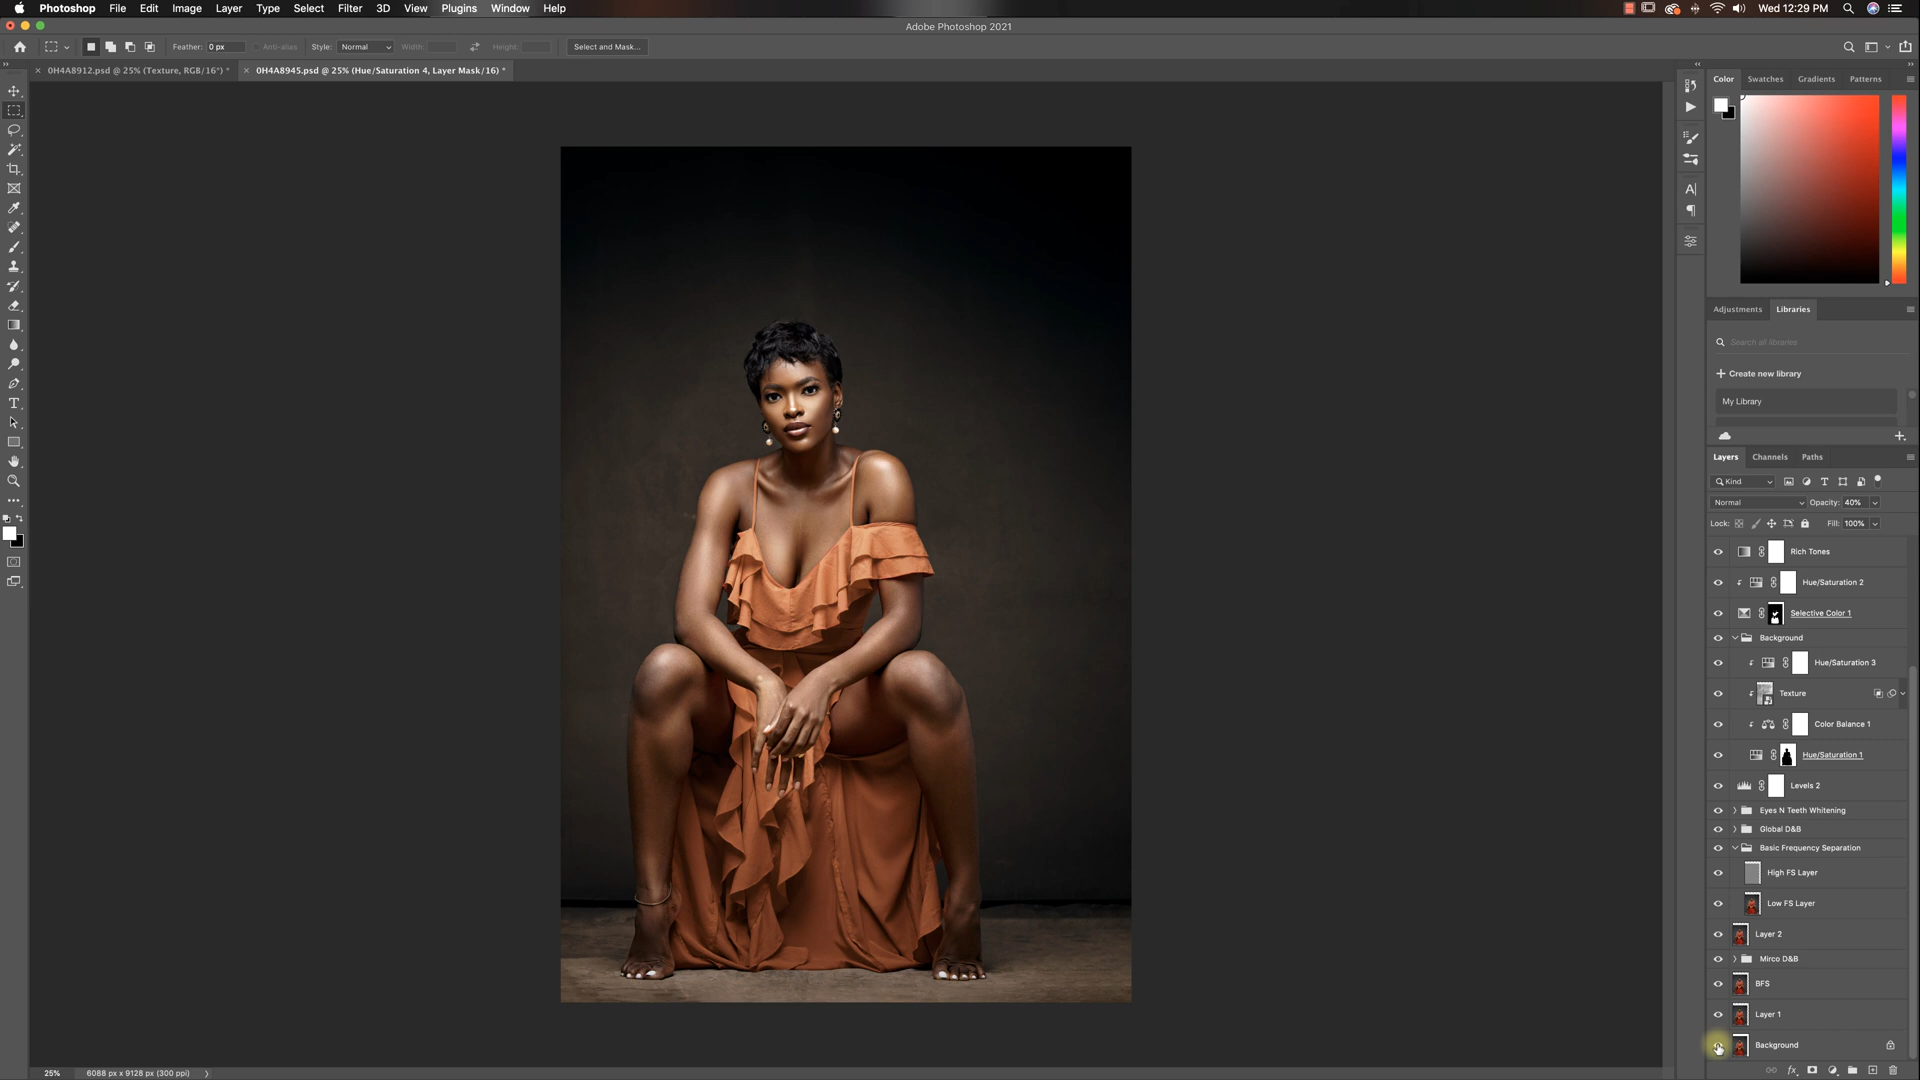 Photoshop File Edit Image Layer Type Select Filter 3D View Plugins Window Help
Wed 12:29 PM
Adobe Photoshop 2021
Feather: 0 px Anti-alias Style: Normal Width: Height: Select and Mask...
× 0H4A8912.psd @ 25% (Texture, RGB/16*) *
× 0H4A8945.psd @ 25% (Hue/Saturation 4, Layer Mask/16) *
Color Swatches Gradients Patterns
Adjustments Libraries
Search all libraries
+ Create new library
My Library
Layers Channels Paths
Kind
Normal Opacity: 40%
Lock: Fill: 100%
Rich Tones
Hue/Saturation 2
Selective Color 1
Background
Hue/Saturation 3
Texture
Color Balance 1
Hue/Saturation 1
Levels 2
Eyes N Teeth Whitening
Global D&B
Basic Frequency Separation
High FS Layer
Low FS Layer
Layer 2
Mirco D&B
BFS
Layer 1
Background
fx
25% 6088 px x 9128 px (300 ppi)